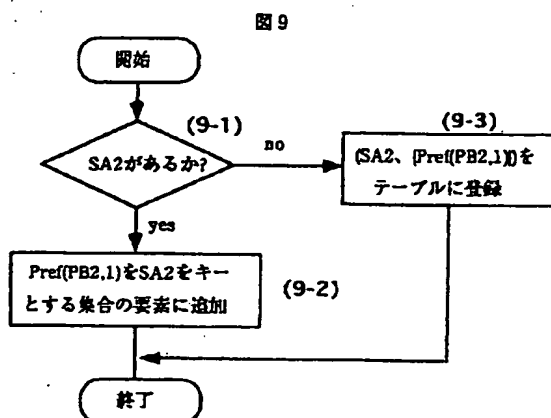 図9
開始
(9-1)
SA2があるか?
no
(9-3)
(SA2、{Pref(PB2,1)})を
テーブルに登録
yes
Pref(PB2,1)をSA2をキー
とする集合の要素に追加
(9-2)
終了